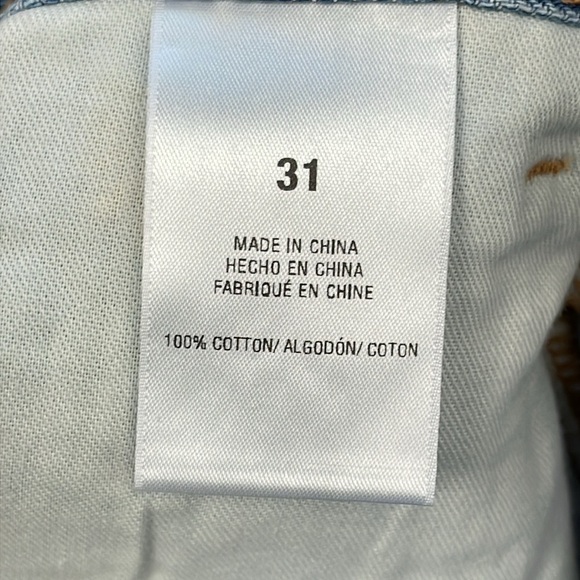 31
MADE IN CHINA
HECHO EN CHINA
FABRIQUÉ EN CHINE
100% COTTON/ ALGODÓN/ COTON